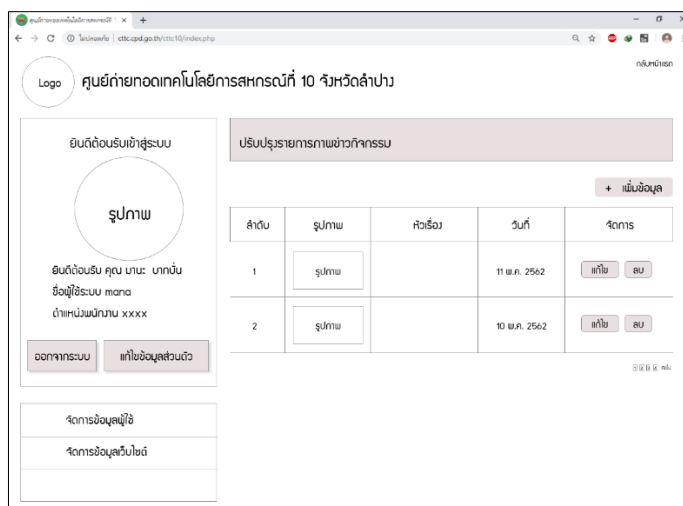 ไม่ปลอดภัย cttc.cpd.go.th/cttc10/index.php
กลับหน้าแรก
Logo ศูนย์ถ่ายทอดเทคโนโลยีการสหกรณ์ที่ 10 จังหวัดลำปาง
ยินดีต้อนรับเข้าสู่ระบบ
รูปภาพ
ยินดีต้อนรับ คุณ มานะ บากบั่น
ชื่อผู้ใช้ระบบ mana
ตำแหน่งพนักงาน xxxx
ออกจากระบบ แก้ไขข้อมูลส่วนตัว
จัดการข้อมูลผู้ใช้
จัดการข้อมูลเว็บไซต์
ปรับปรุงรายการภาพข่าวกิจกรรม
+ เพิ่มข้อมูล
ลำดับ รูปภาพ หัวเรื่อง วันที่ จัดการ
1 รูปภาพ 11 พ.ค. 2562 แก้ไข ลบ
2 รูปภาพ 10 พ.ค. 2562 แก้ไข ลบ